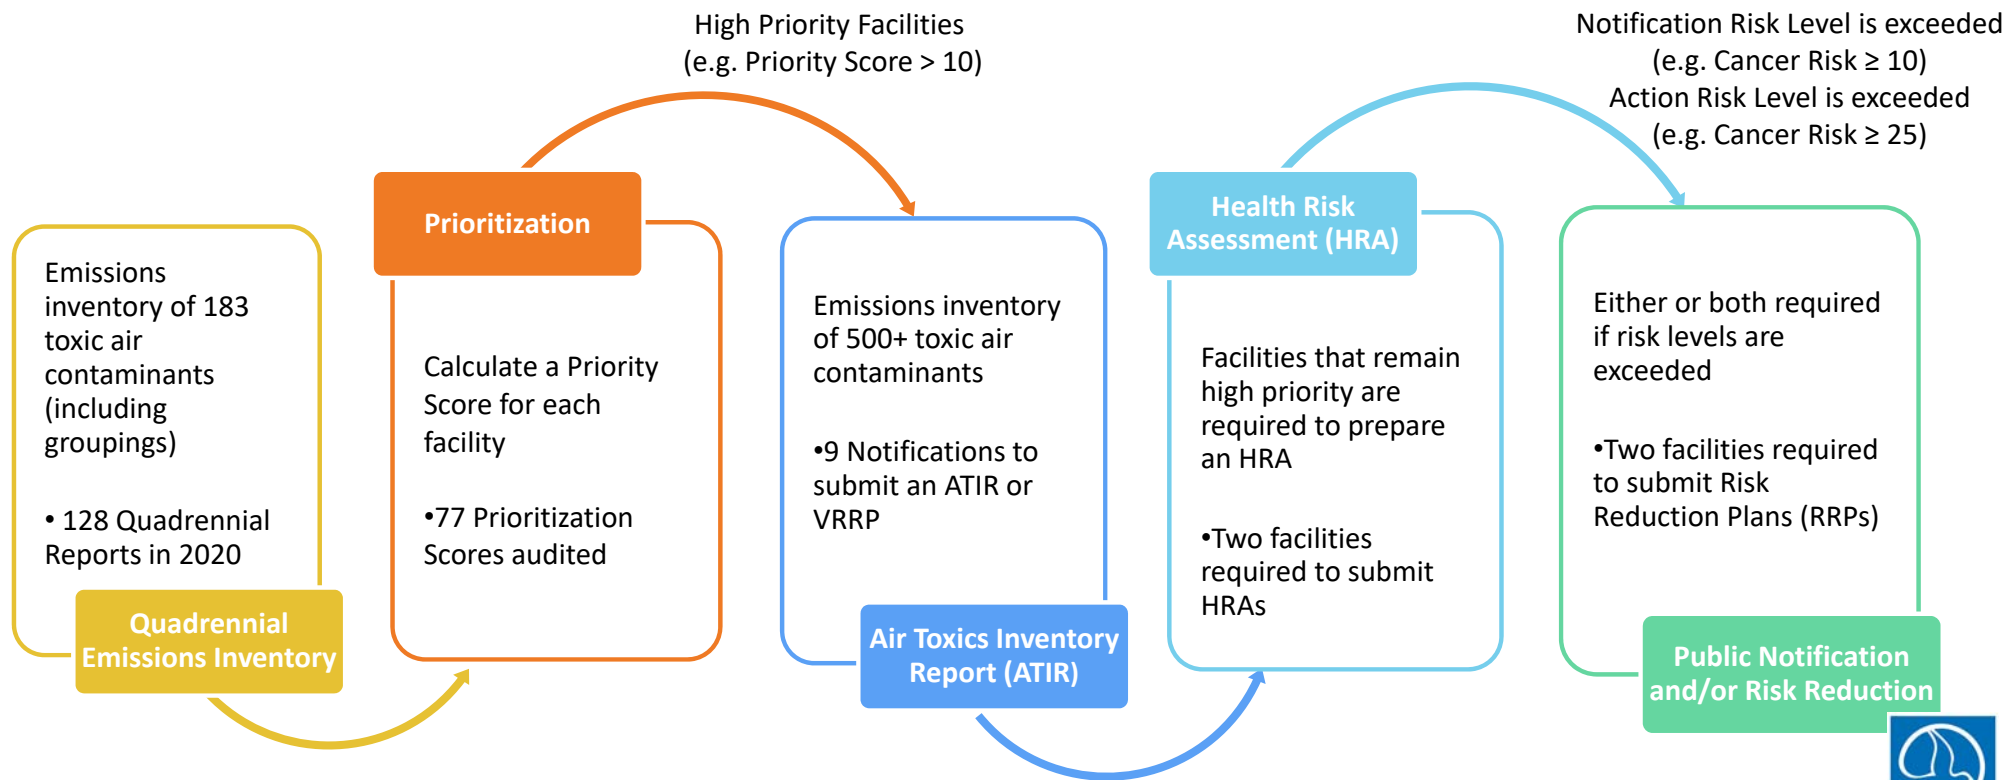 High Priority Facilities
(e.g. Priority Score > 10)
Notification Risk Level is exceeded
(e.g. Cancer Risk ≥ 10)
Action Risk Level is exceeded
(e.g. Cancer Risk ≥ 25)
Emissions
inventory of 183
toxic air
contaminants
(including
groupings)
• 128 Quadrennial
Reports in 2020
Quadrennial
Emissions Inventory
Prioritization
Calculate a Priority
Score for each
facility
•77 Prioritization
Scores audited
Emissions inventory
of 500+ toxic air
contaminants
•9 Notifications to
submit an ATIR or
VRRP
Air Toxics Inventory
Report (ATIR)
Health Risk
Assessment (HRA)
Facilities that remain
high priority are
required to prepare
an HRA
•Two facilities
required to submit
HRAs
Either or both required
if risk levels are
exceeded
•Two facilities required
to submit Risk
Reduction Plans (RRPs)
Public Notification
and/or Risk Reduction